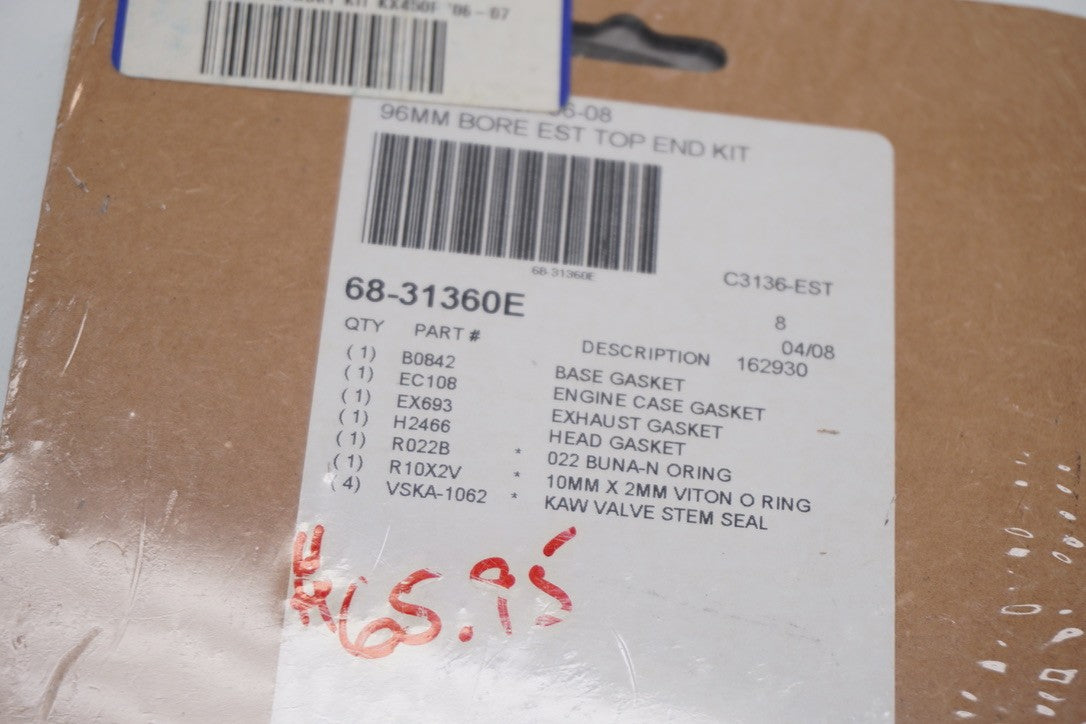 KIT KX450F '06-07
6-08
96MM BORE EST TOP END KIT
68-31360E
C3136-EST
68-31360E
8
04/08
162930
QTY PART # DESCRIPTION
(1) B0842 BASE GASKET
(1) EC108 ENGINE CASE GASKET
(1) EX693 EXHAUST GASKET
(1) H2466 HEAD GASKET
(1) R022B * 022 BUNA-N ORING
(1) R10X2V * 10MM X 2MM VITON O RING
(4) VSKA-1062 * KAW VALVE STEM SEAL
65.95